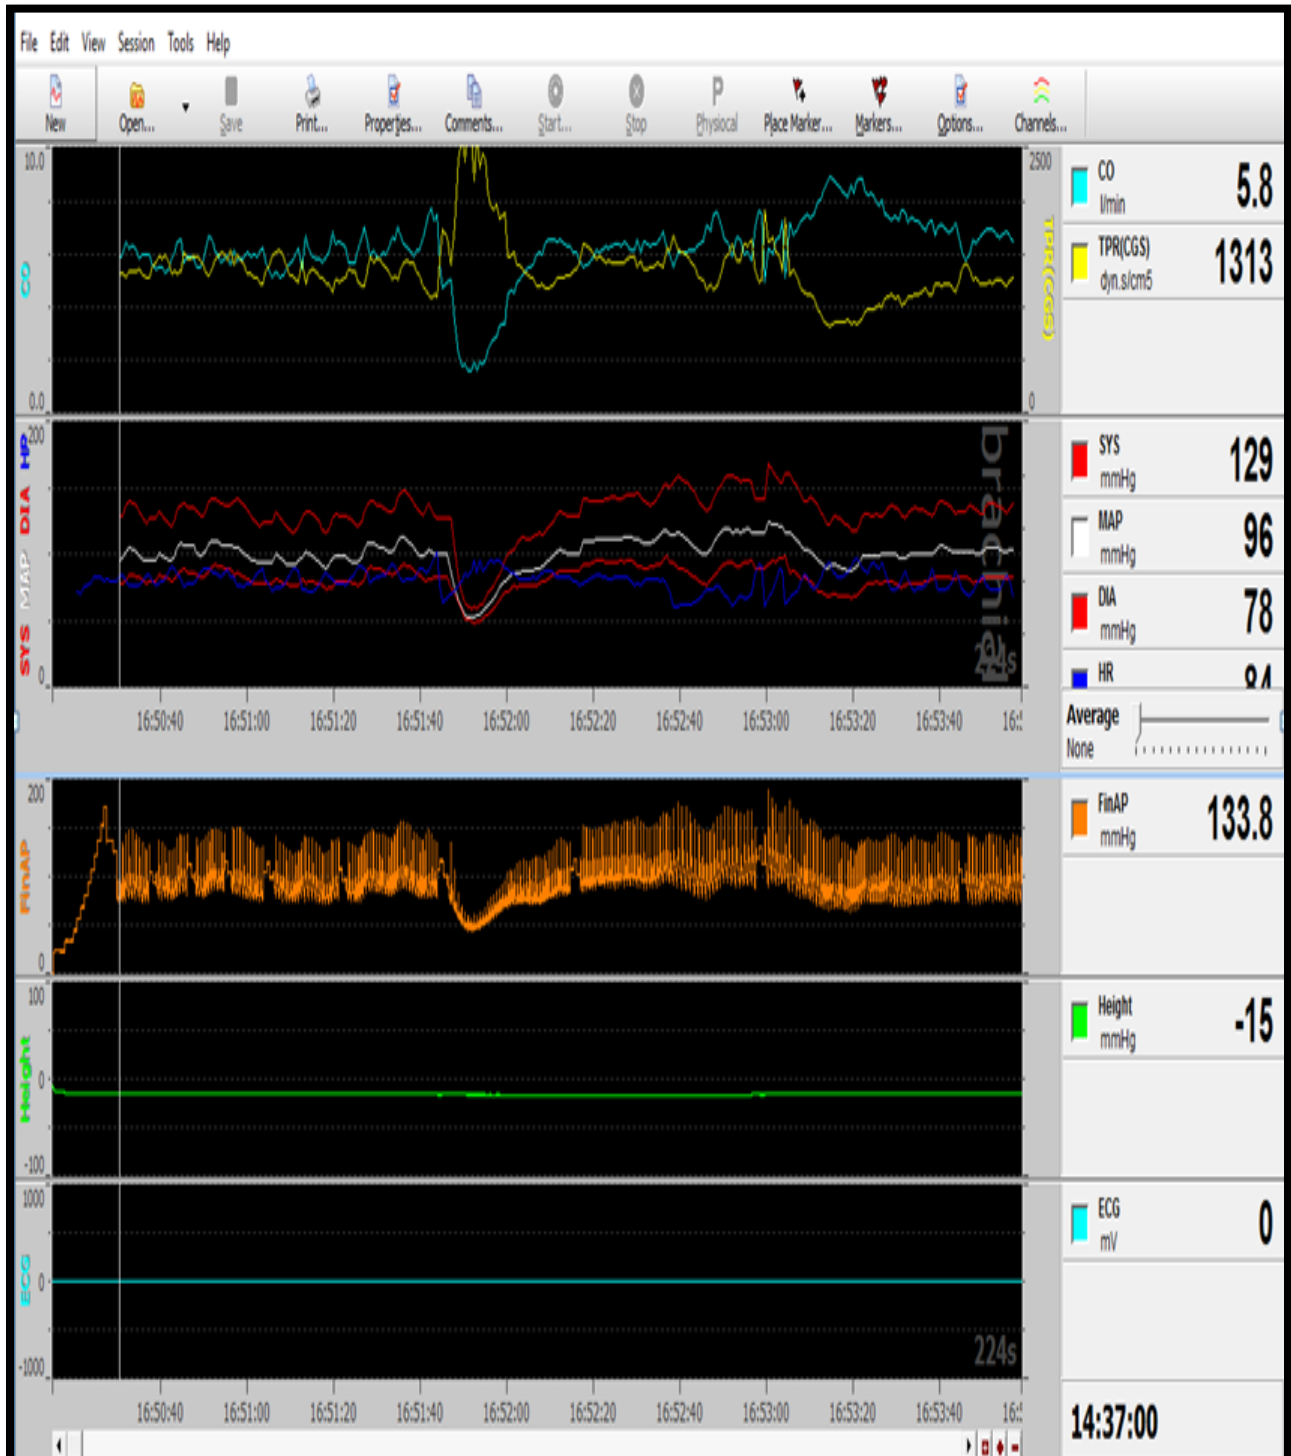 File Edit View Session Tools Help
New Open... Save Print... Properties... Comments... Start... Stop Physical Place Marker... Markers... Options... Channels...
10.0
CO
0.0
2500
TPR(CGS)
0
CO
l/min
5.8
TPR(CGS)
dyn.s/cm5
1313
200
SYS MAP DIA HR
0
brachial
224s
SYS
mmHg
129
MAP
mmHg
96
DIA
mmHg
78
HR
84
16:50:40 16:51:00 16:51:20 16:51:40 16:52:00 16:52:20 16:52:40 16:53:00 16:53:20 16:53:40 16:5
Average
None
200
FinAP
0
FinAP
mmHg
133.8
100
Height
0
-100
Height
mmHg
-15
1000
ECG
0
-1000
224s
ECG
mV
0
16:50:40 16:51:00 16:51:20 16:51:40 16:52:00 16:52:20 16:52:40 16:53:00 16:53:20 16:53:40 16:5
14:37:00